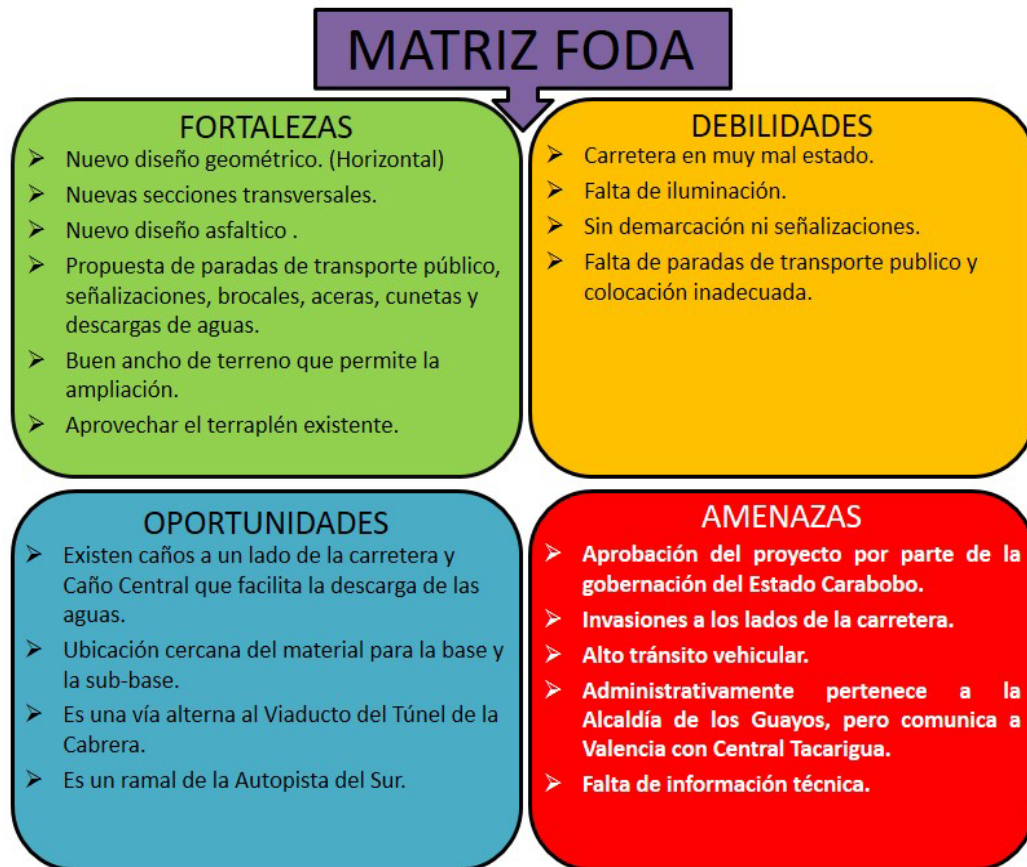 MATRIZ FODA
FORTALEZAS
➢ Nuevo diseño geométrico. (Horizontal)
➢ Nuevas secciones transversales.
➢ Nuevo diseño asfaltico .
➢ Propuesta de paradas de transporte público,
señalizaciones, brocales, aceras, cunetas y
descargas de aguas.
➢ Buen ancho de terreno que permite la
ampliación.
➢ Aprovechar el terraplén existente.
DEBILIDADES
➢ Carretera en muy mal estado.
➢ Falta de iluminación.
➢ Sin demarcación ni señalizaciones.
➢ Falta de paradas de transporte publico y
colocación inadecuada.
OPORTUNIDADES
➢ Existen caños a un lado de la carretera y
Caño Central que facilita la descarga de las
aguas.
➢ Ubicación cercana del material para la base y
la sub-base.
➢ Es una vía alterna al Viaducto del Túnel de la
Cabrera.
➢ Es un ramal de la Autopista del Sur.
AMENAZAS
➢ Aprobación del proyecto por parte de la
gobernación del Estado Carabobo.
➢ Invasiones a los lados de la carretera.
➢ Alto tránsito vehicular.
➢ Administrativamente pertenece a la
Alcaldía de los Guayos, pero comunica a
Valencia con Central Tacarigua.
➢ Falta de información técnica.